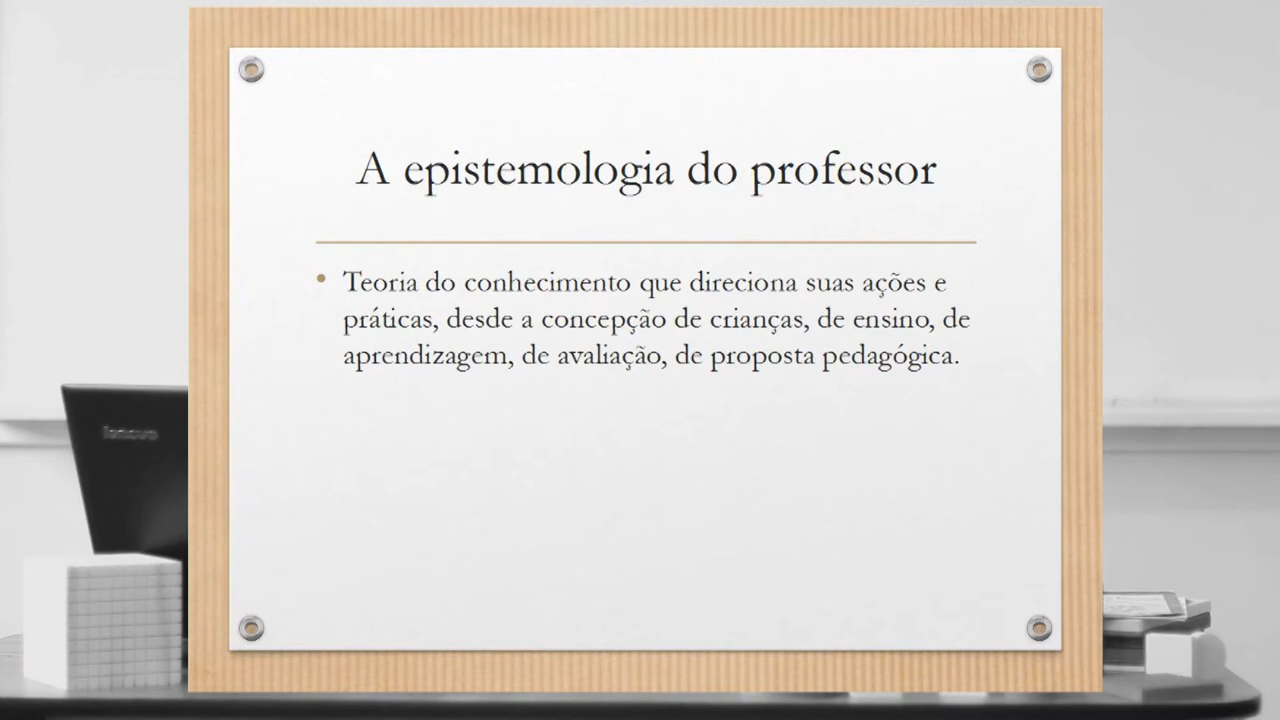 A epistemologia do professor
• Teoria do conhecimento que direciona suas ações e
práticas, desde a concepção de crianças, de ensino, de
aprendizagem, de avaliação, de proposta pedagógica.
lenovo